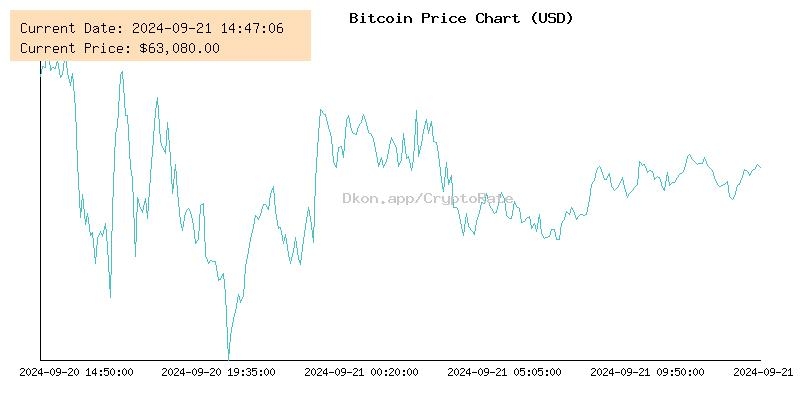 Bitcoin Price Chart (USD)
Current Date: 2024-09-21 14:47:06
Current Price: $63,080.00
Dkon.app/CryptoRate
2024-09-20 14:50:00
2024-09-20 19:35:00
2024-09-21 00:20:00
2024-09-21 05:05:00
2024-09-21 09:50:00
2024-09-21